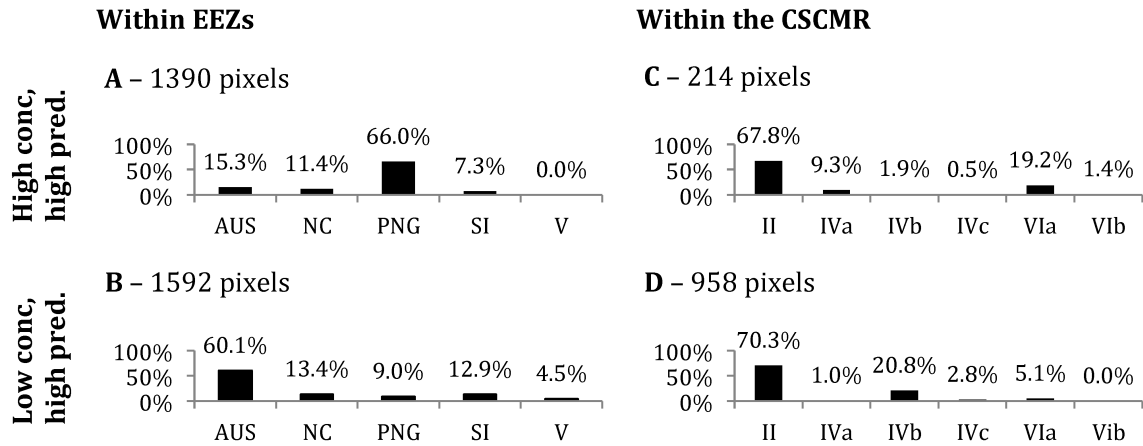 Within EEZs
Within the CSCMR
High conc,
high pred.
A – 1390 pixels
100%
50%
0%
15.3%
11.4%
66.0%
7.3%
0.0%
AUS
NC
PNG
SI
V
C – 214 pixels
100%
50%
0%
67.8%
9.3%
1.9%
0.5%
19.2%
1.4%
II
IVa
IVb
IVc
VIa
VIb
Low conc,
high pred.
B – 1592 pixels
100%
50%
0%
60.1%
13.4%
9.0%
12.9%
4.5%
AUS
NC
PNG
SI
V
D – 958 pixels
100%
50%
0%
70.3%
1.0%
20.8%
2.8%
5.1%
0.0%
II
IVa
IVb
IVc
VIa
Vib